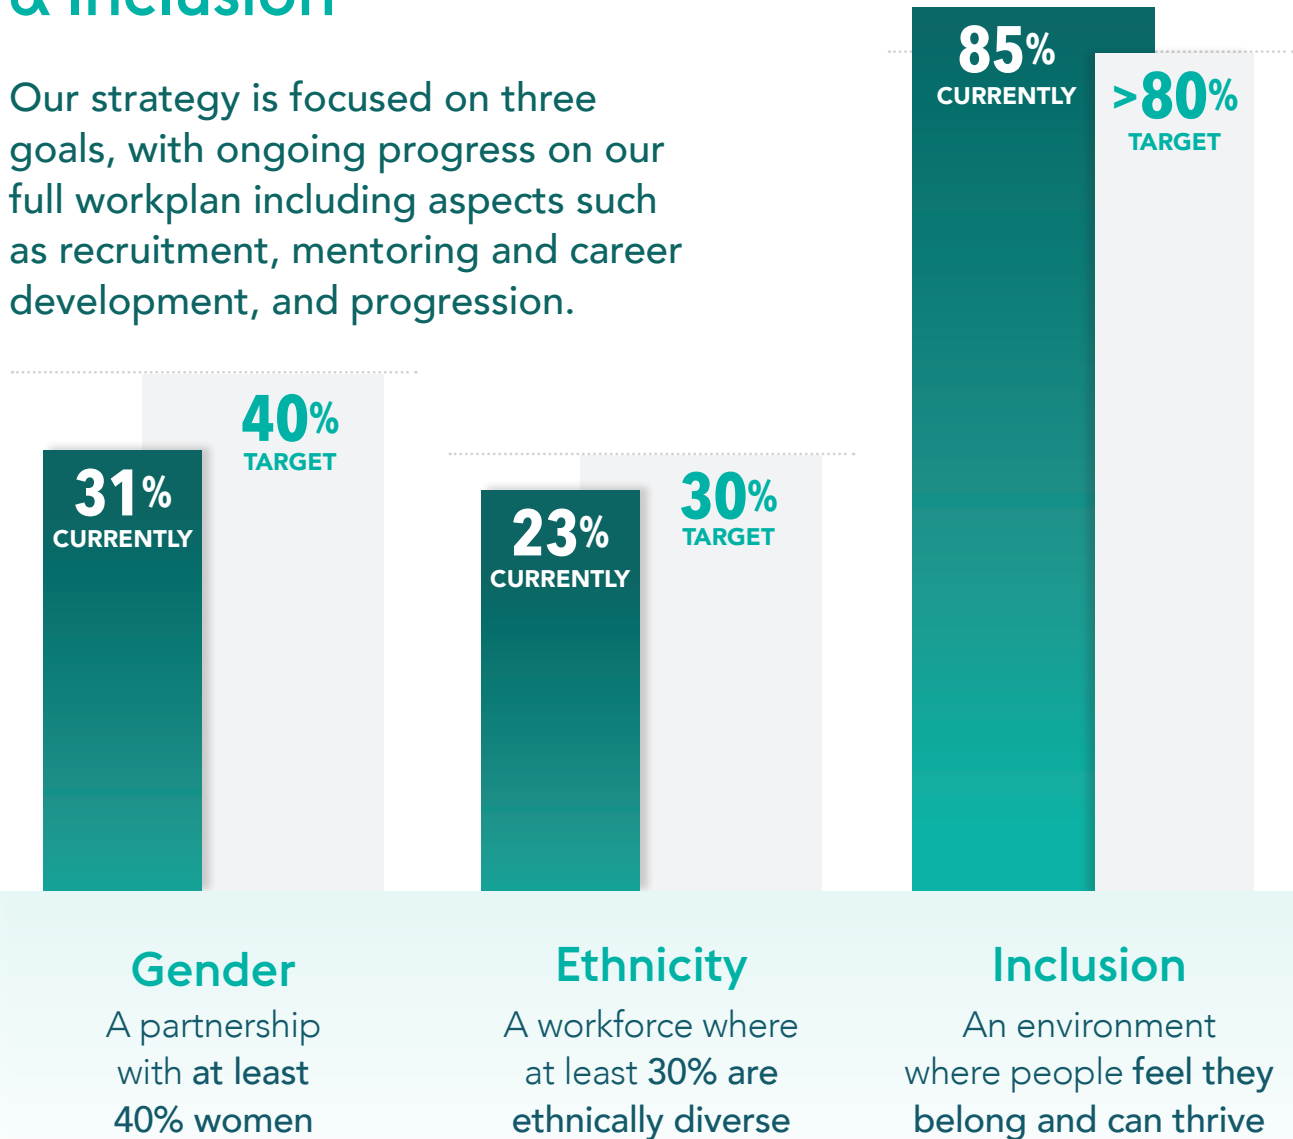 & Inclusion
Our strategy is focused on three
goals, with ongoing progress on our
full workplan including aspects such
as recruitment, mentoring and career
development, and progression.
85%
CURRENTLY
>80%
TARGET
40%
TARGET
31%
CURRENTLY
30%
TARGET
23%
CURRENTLY
Gender
A partnership
with at least
40% women
Ethnicity
A workforce where
at least 30% are
ethnically diverse
Inclusion
An environment
where people feel they
belong and can thrive